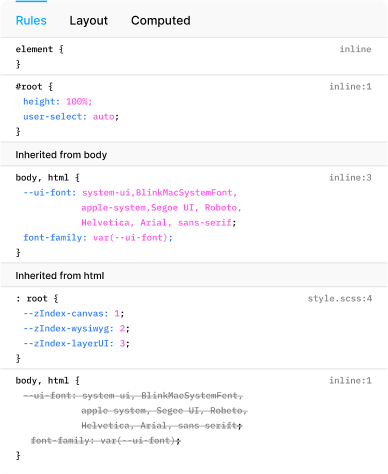 Rules Layout Computed
element { inline
}
#root { inline:1
height: 100%;
user-select: auto;
}
Inherited from body
body, html { inline:3
--ui-font: system-ui,BlinkMacSystemFont,
apple-system,Segoe UI, Roboto,
Helvetica, Arial, sans-serif;
font-family: var(--ui-font);
}
Inherited from html
: root { style.scss:4
--zIndex-canvas: 1;
--zIndex-wysiwyg: 2;
--zIndex-layerUI: 3;
}
body, html { inline:1
--ui-font: system-ui, BlinkMacSystemFont,
apple-system, Segoe UI, Roboto,
Helvetica, Arial, sans-serif;
font-family: var(--ui-font);
}